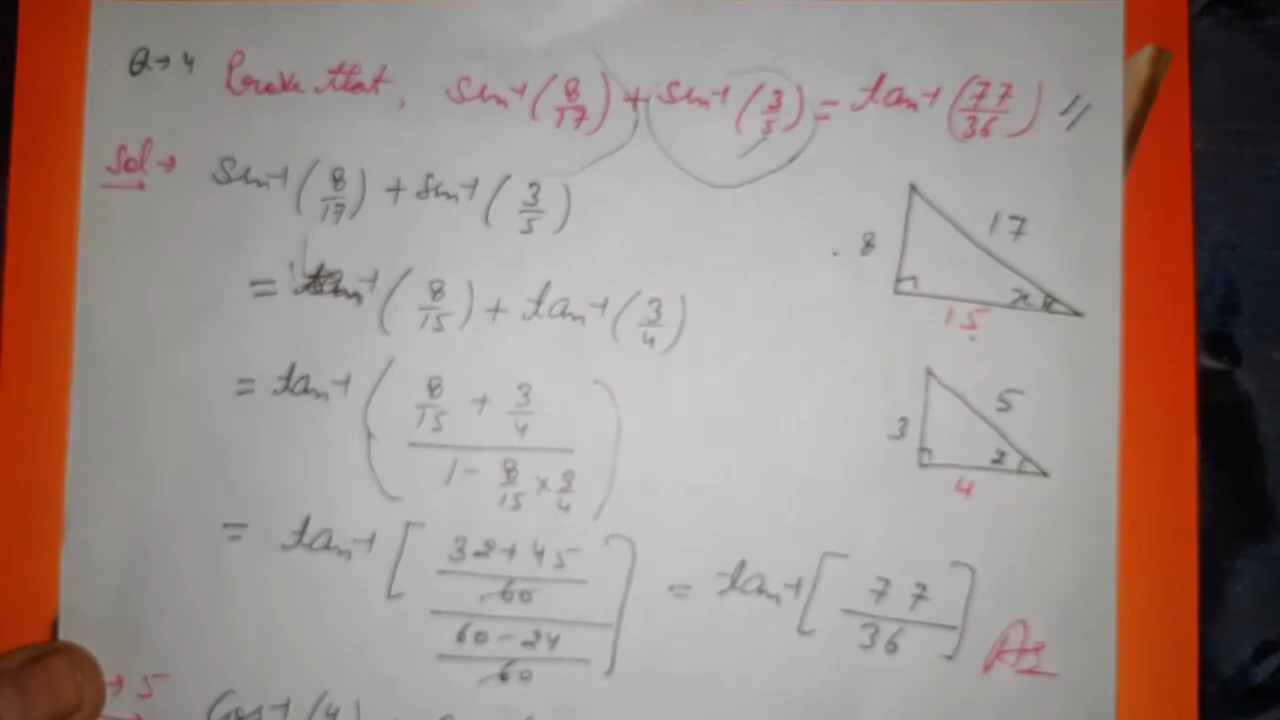 Q→4 Prove that, sin⁻¹(8/17) + sin⁻¹(3/5) = tan⁻¹(77/36) //
Sol→ sin⁻¹(8/17) + sin⁻¹(3/5)
= tan⁻¹(8/15) + tan⁻¹(3/4)
= tan⁻¹((8/15 + 3/4)/(1 - 8/15 × 3/4))
= tan⁻¹[((32+45)/60)/((60-24)/60)] = tan⁻¹[77/36]
8 17
15
3 5
4
→5 Cos⁻¹(4